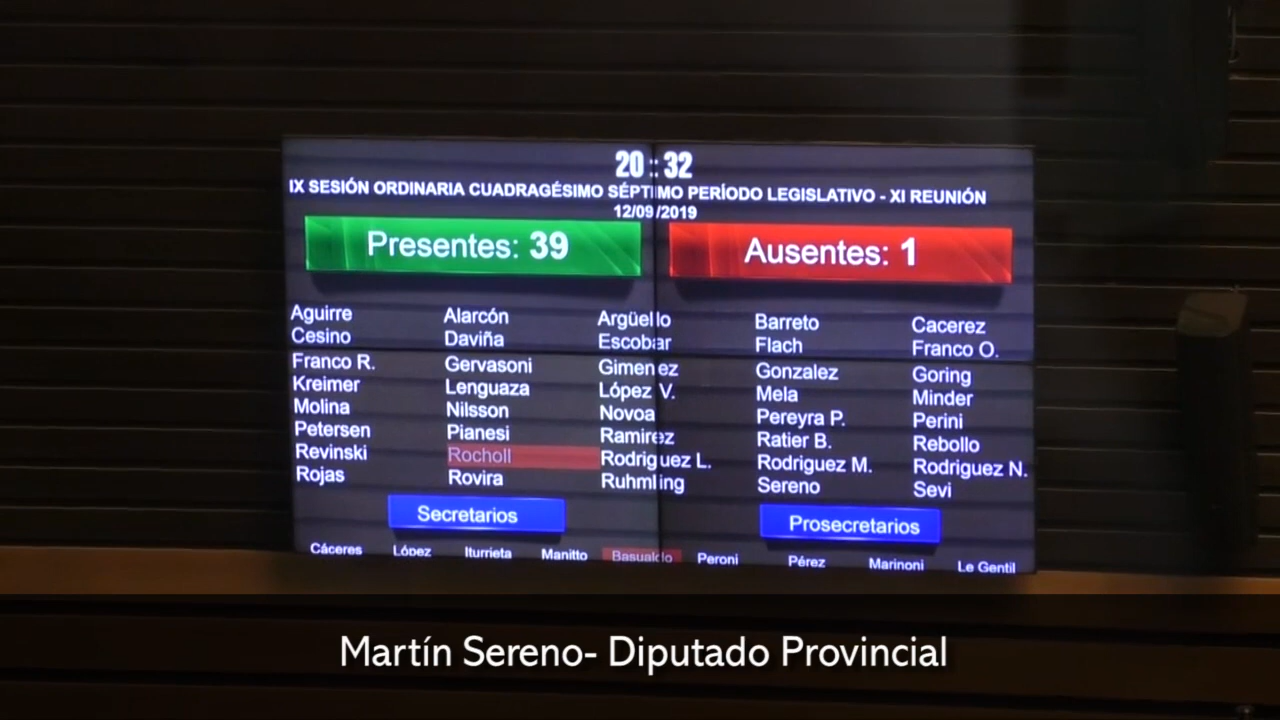 20:32
IX SESIÓN ORDINARIA CUADRAGÉSIMO SÉPTIMO PERÍODO LEGISLATIVO - XI REUNIÓN
12/09/2019
Presentes: 39 Ausentes: 1
Aguirre Alarcón Argüello Barreto Cacerez
Cesino Daviña Escobar Flach Franco O.
Franco R. Gervasoni Gimenez Gonzalez Goring
Kreimer Lenguaza López V. Mela Minder
Molina Nilsson Novoa Pereyra P. Perini
Petersen Pianesi Ramirez Ratier B. Rebollo
Revinski Rocholl Rodriguez L. Rodriguez M. Rodriguez N.
Rojas Rovira Ruhmling Sereno Sevi
Secretarios Prosecretarios
Cáceres López Iturrieta Manitto Basualdo Peroni Pérez Marinoni Le Gentil
Martín Sereno- Diputado Provincial